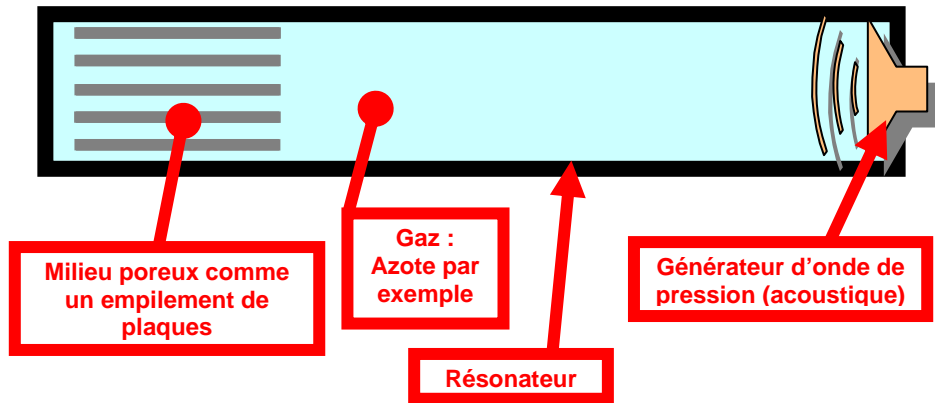 Milieu poreux comme
un empilement de
plaques
Gaz :
Azote par
exemple
Résonateur
Générateur d’onde de
pression (acoustique)